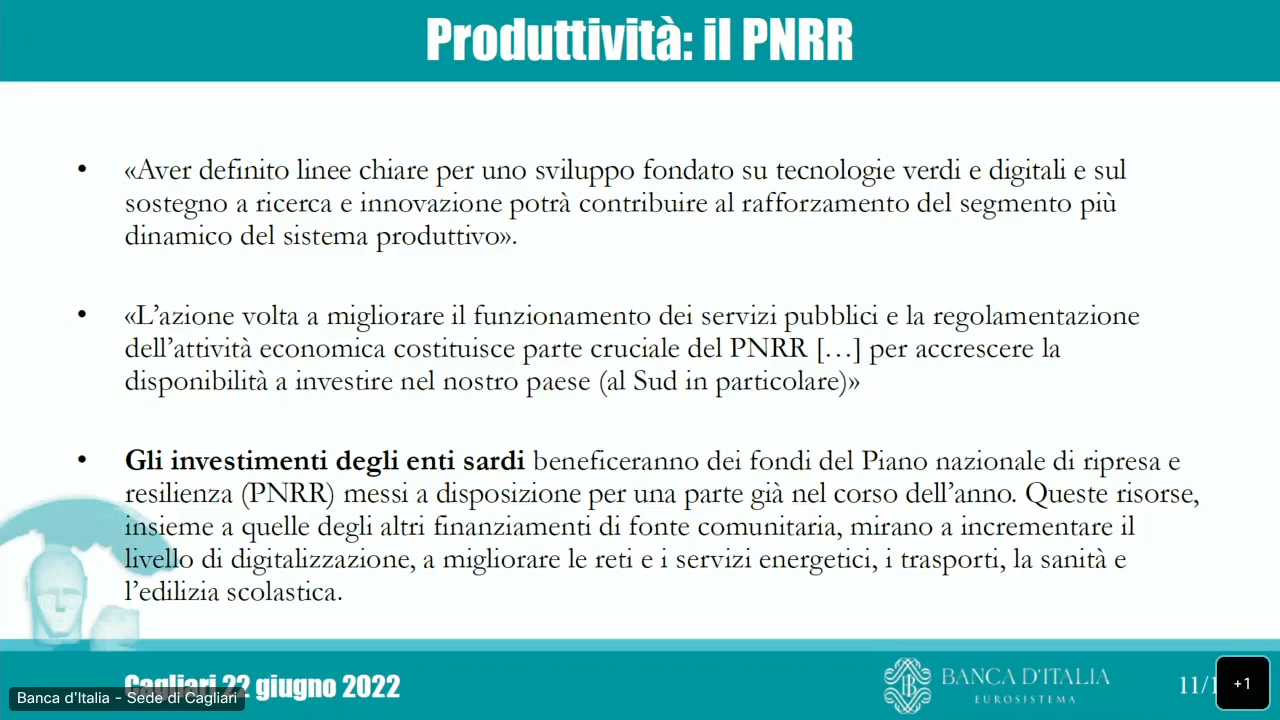 Produttività: il PNRR
• «Aver definito linee chiare per uno sviluppo fondato su tecnologie verdi e digitali e sul
sostegno a ricerca e innovazione potrà contribuire al rafforzamento del segmento più
dinamico del sistema produttivo».
• «L’azione volta a migliorare il funzionamento dei servizi pubblici e la regolamentazione
dell’attività economica costituisce parte cruciale del PNRR […] per accrescere la
disponibilità a investire nel nostro paese (al Sud in particolare)»
• Gli investimenti degli enti sardi beneficeranno dei fondi del Piano nazionale di ripresa e
resilienza (PNRR) messi a disposizione per una parte già nel corso dell’anno. Queste risorse,
insieme a quelle degli altri finanziamenti di fonte comunitaria, mirano a incrementare il
livello di digitalizzazione, a migliorare le reti e i servizi energetici, i trasporti, la sanità e
l’edilizia scolastica.
Cagliari 22 giugno 2022
Banca d'Italia - Sede di Cagliari
BANCA D'ITALIA
EUROSISTEMA
11/
+1